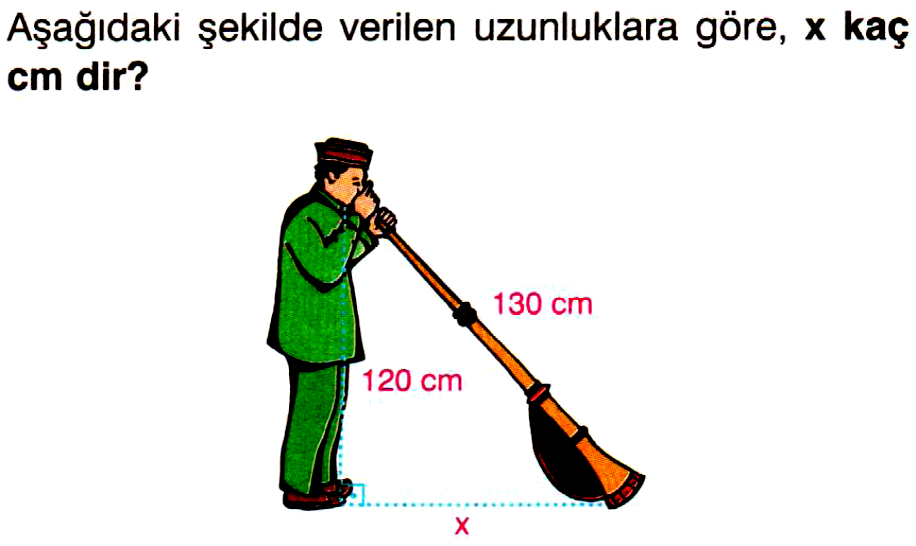 Aşağıdaki şekilde verilen uzunluklara göre, x kaç
cm dir?
130 cm
120 cm
x